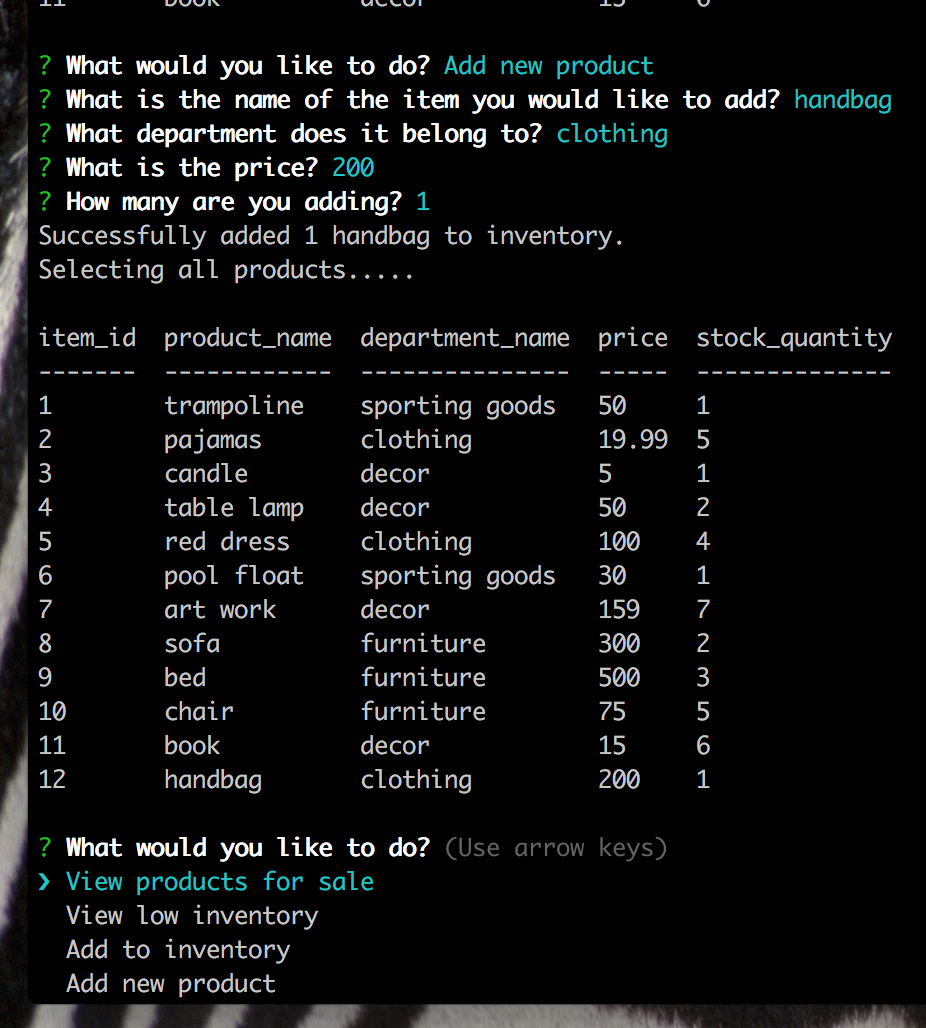 11      book          decor            15     6
? What would you like to do? Add new product
? What is the name of the item you would like to add? handbag
? What department does it belong to? clothing
? What is the price? 200
? How many are you adding? 1
Successfully added 1 handbag to inventory.
Selecting all products.....
item_id  product_name  department_name  price  stock_quantity
-------  ------------  ---------------  -----  --------------
1        trampoline    sporting goods   50     1
2        pajamas       clothing         19.99  5
3        candle        decor            5      1
4        table lamp    decor            50     2
5        red dress     clothing         100    4
6        pool float    sporting goods   30     1
7        art work      decor            159    7
8        sofa          furniture        300    2
9        bed           furniture        500    3
10       chair         furniture        75     5
11       book          decor            15     6
12       handbag       clothing         200    1
? What would you like to do? (Use arrow keys)
❯ View products for sale
  View low inventory
  Add to inventory
  Add new product